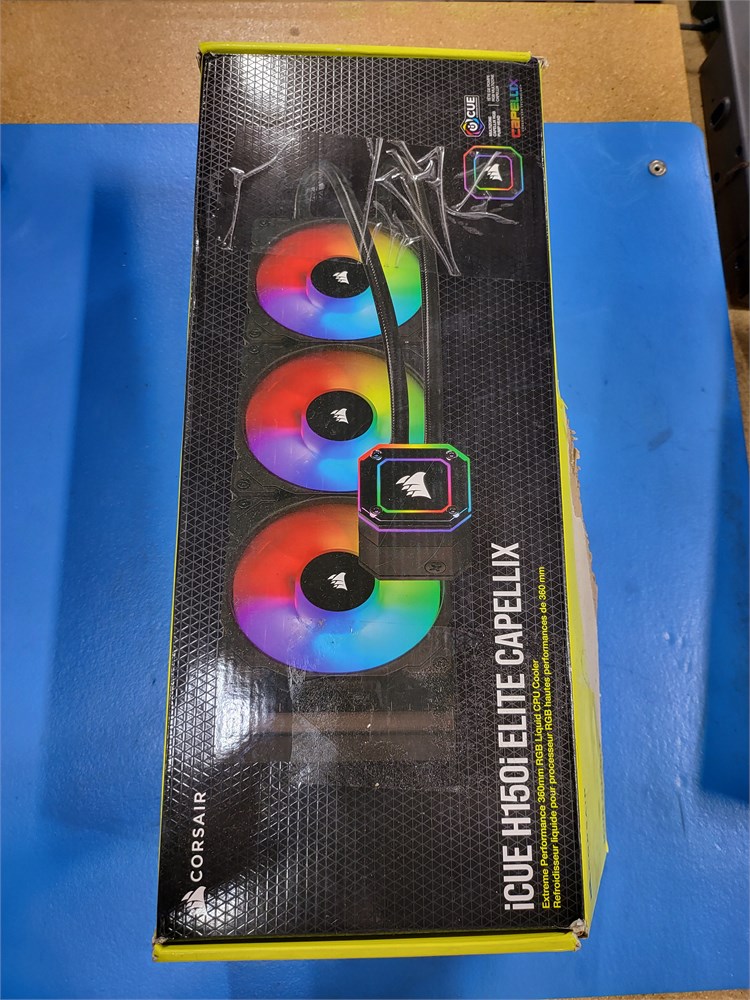 iCUE
CAPELLIX
CORSAIR
iCUE H150i ELITE CAPELLIX
Extreme Performance 360mm RGB Liquid CPU Cooler
Refroidisseur liquide pour processeur RGB hautes performances de 360 mm